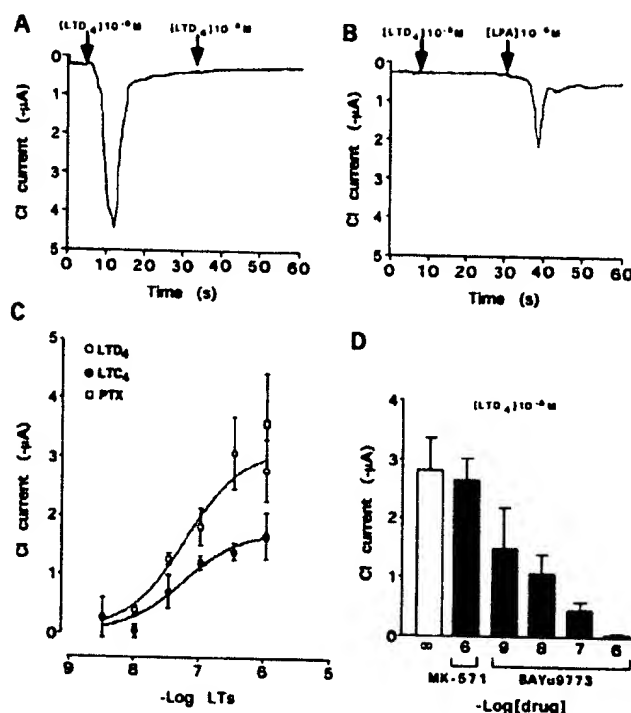 A
[LTD4]10-6M [LTD4]10-6M
0
1
2
3
4
5
Cl current (-μA)
0 10 20 30 40 50 60
Time (s)
B
[LTD4]10-6M [LPA]10-6M
0
1
2
3
4
5
Cl current (-μA)
0 10 20 30 40 50 60
Time (s)
C
5
4
3
2
1
0
Cl current (-μA)
LTD4
LTC4
PTX
9 8 7 6 5
-Log LTs
D
[LTD4]10-6M
4
3
2
1
0
Cl current (-μA)
∞ 6 9 8 7 6
MK-571 BAYu9773
-Log[drug]